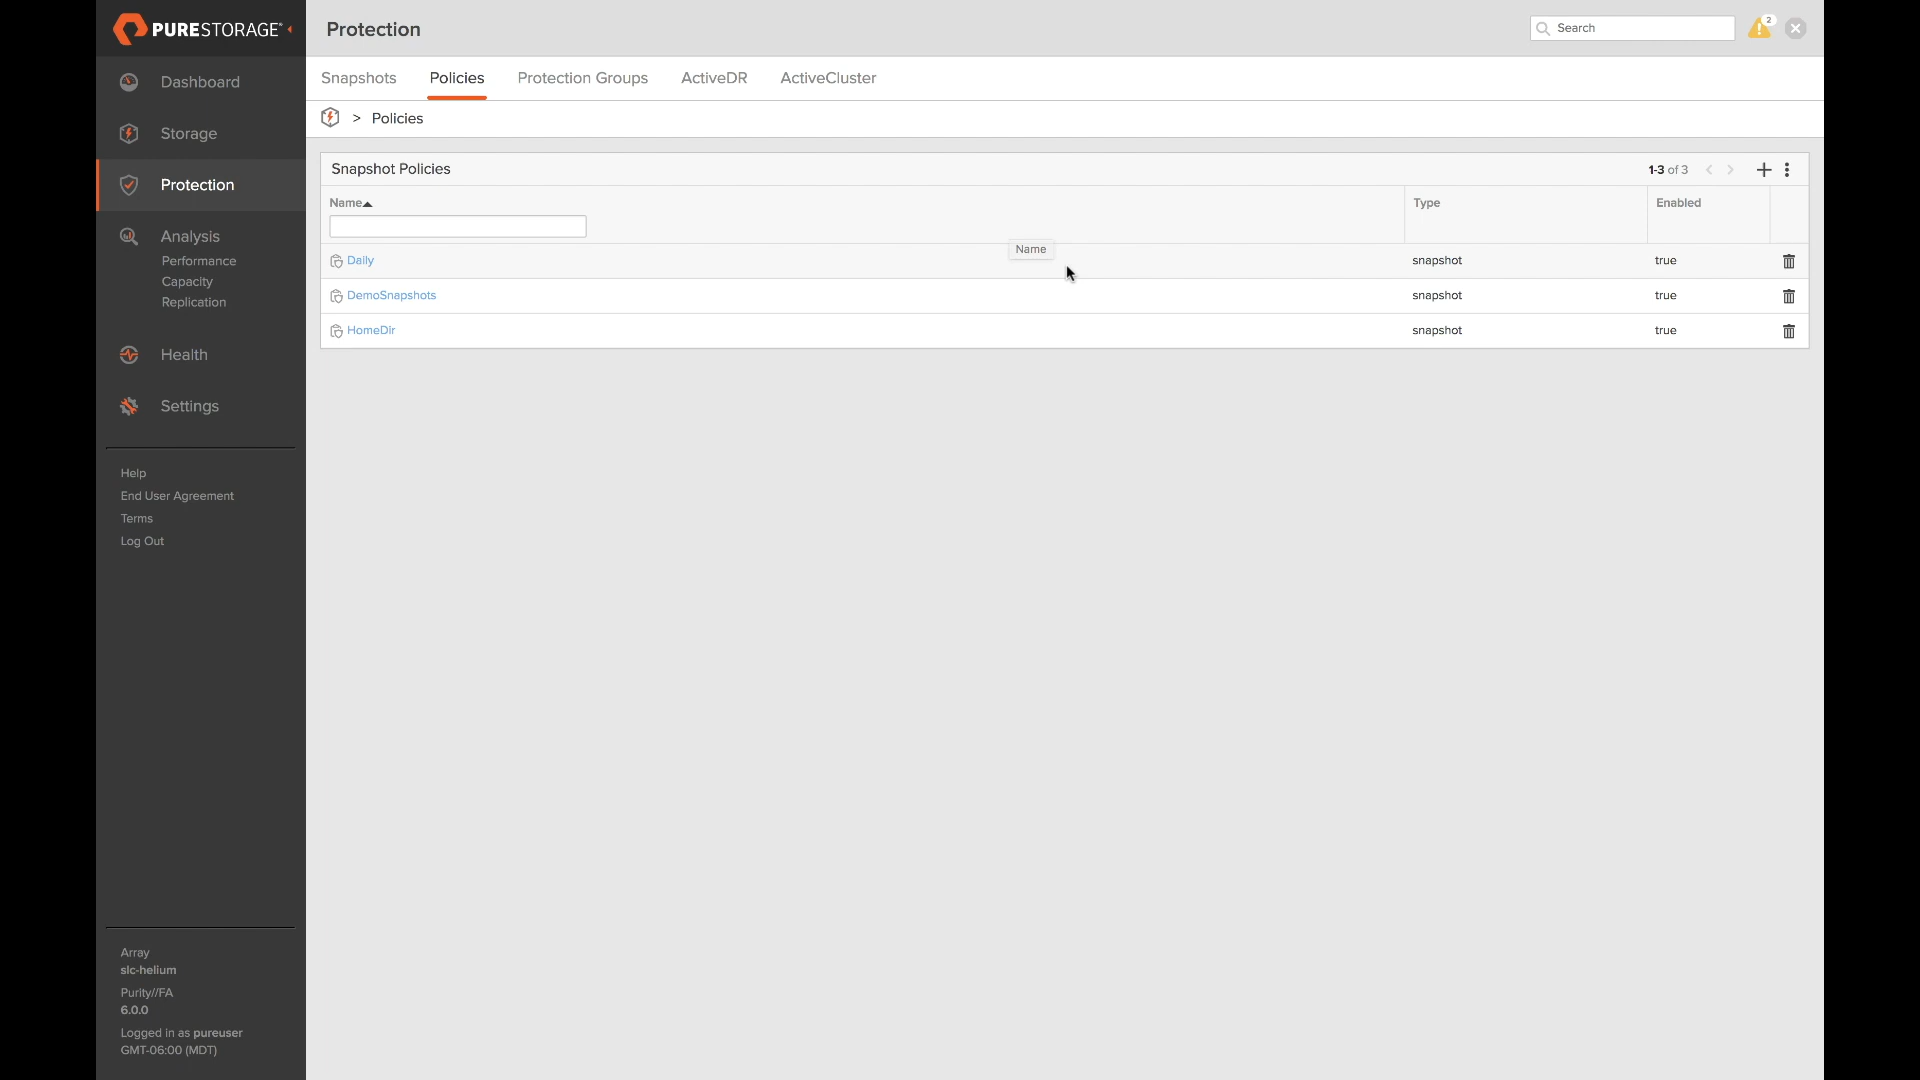 PURESTORAGE®
Protection
Search
2
Dashboard
Storage
Protection
Analysis
Performance
Capacity
Replication
Health
Settings
Help
End User Agreement
Terms
Log Out
Array
slc-helium
Purity//FA
6.0.0
Logged in as pureuser
GMT-06:00 (MDT)
Snapshots Policies Protection Groups ActiveDR ActiveCluster
> Policies
Snapshot Policies
1-3 of 3
Name Type Enabled
Name
Daily snapshot true
DemoSnapshots snapshot true
HomeDir snapshot true